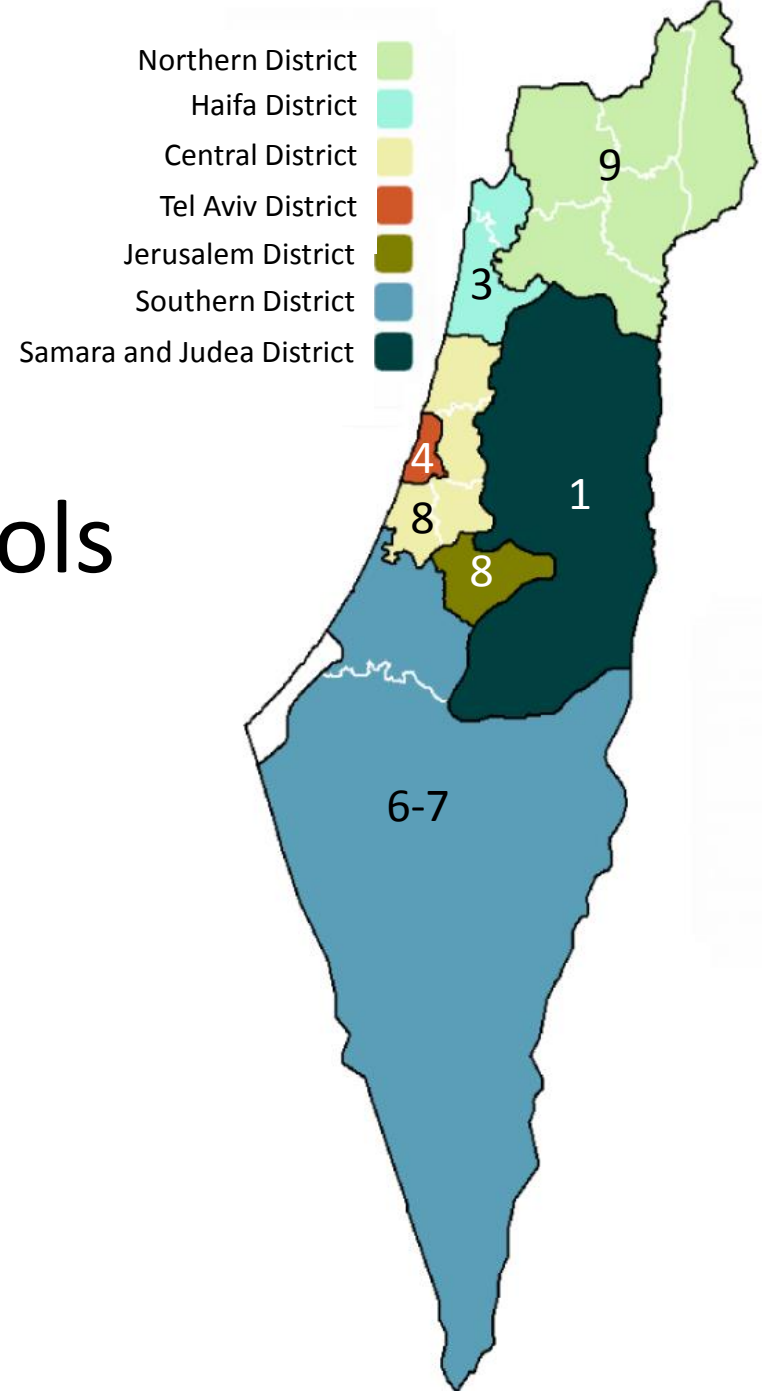 Northern District
Haifa District
Central District
Tel Aviv District
Jerusalem District
Southern District
Samara and Judea District
9
3
4
1
8
ols
8
6-7